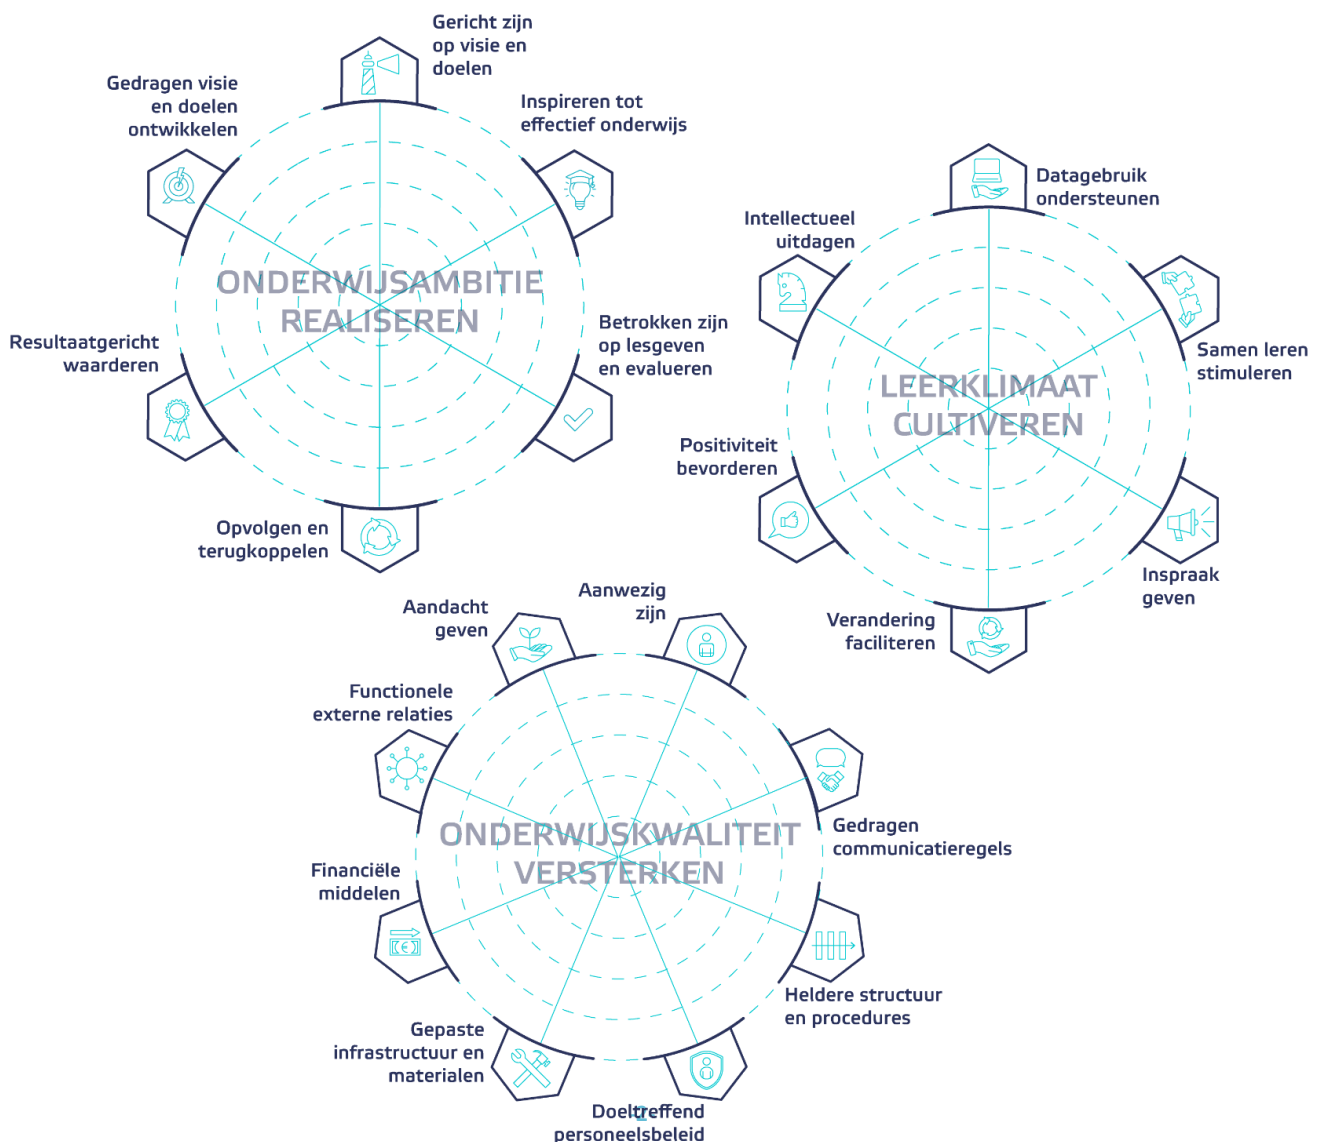 Gericht zijn
op visie en
doelen
Gedragen visie
en doelen
ontwikkelen
Inspireren tot
effectief onderwijs
ONDERWIJSAMBITIE
REALISEREN
Resultaatgericht
waarderen
Betrokken zijn
op lesgeven
en evalueren
Opvolgen en
terugkoppelen
Datagebruik
ondersteunen
Intellectueel
uitdagen
Samen leren
stimuleren
LEERKLIMAAT
CULTIVEREN
Positiviteit
bevorderen
Inspraak
geven
Verandering
faciliteren
Aandacht
geven
Aanwezig
zijn
Functionele
externe relaties
Gedragen
communicatieregels
ONDERWIJSKWALITEIT
VERSTERKEN
Financiële
middelen
Heldere structuur
en procedures
Gepaste
infrastructuur en
materialen
Doeltreffend
personeelsbeleid